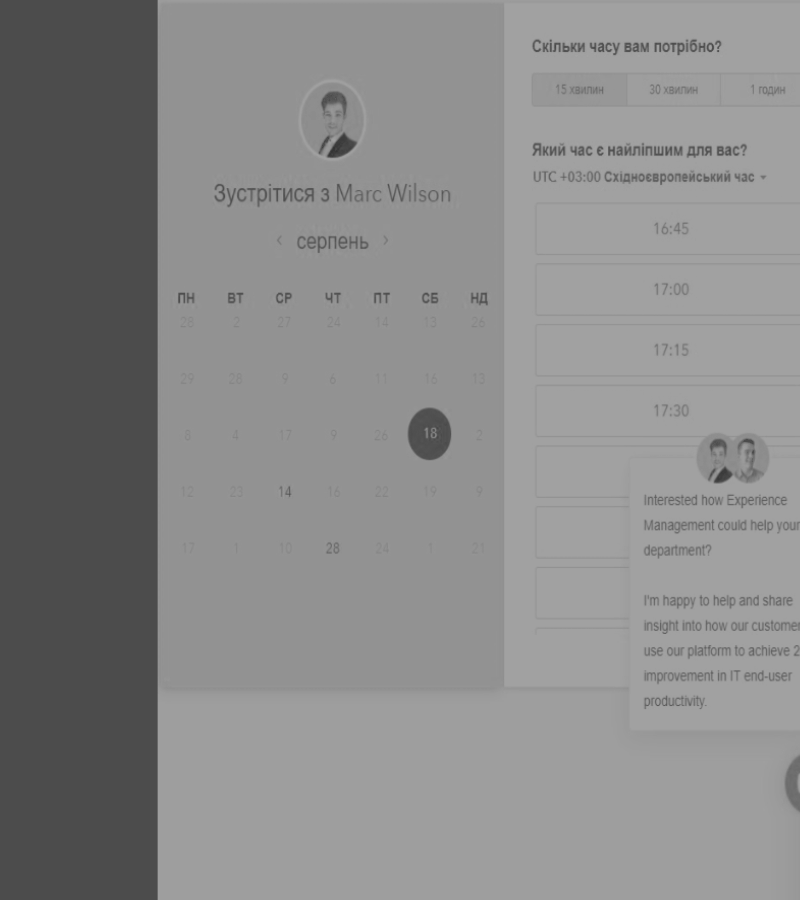 Зустрітися з Marc Wilson
серпень
ПН ВТ СР ЧТ ПТ СБ НД
28 2 27 24 14 13 26
29 28 9 6 11 16 13
8 4 17 9 26 18 2
12 23 14 16 22 19 9
17 1 10 28 24 1 21
Скільки часу вам потрібно?
15 хвилин 30 хвилин 1 годин
Який час є найліпшим для вас?
UTC +03:00 Східноєвропейський час
16:45
17:00
17:15
17:30
Interested how Experience
Management could help your
department?
I'm happy to help and share
insight into how our customer
use our platform to achieve 2
improvement in IT end-user
productivity.